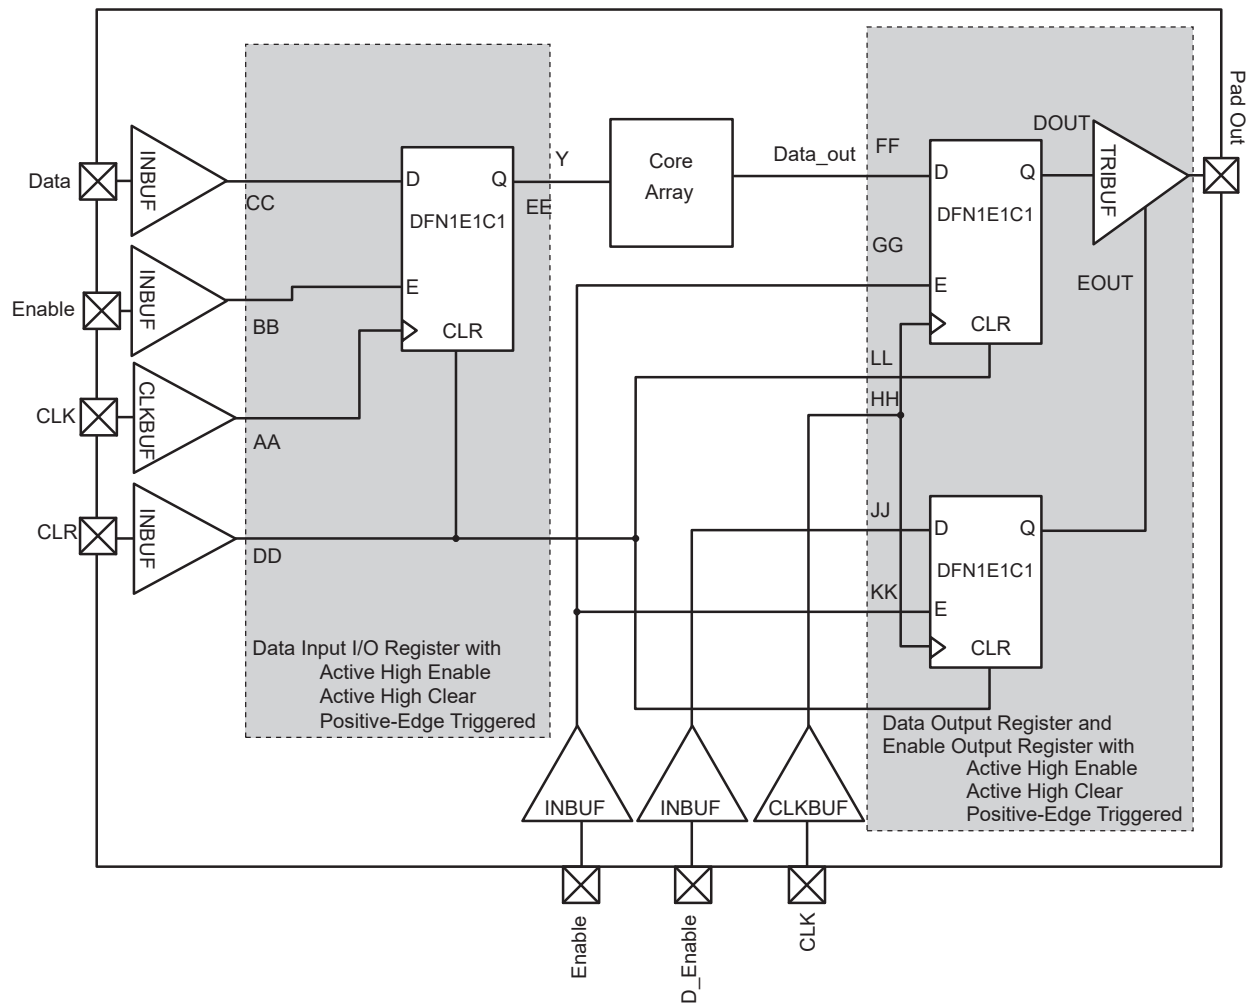 Data
INBUF
CC
Enable
INBUF
BB
CLK
CLKBUF
AA
CLR
INBUF
DD
D
Q
DFN1E1C1
E
CLR
Y
EE
Core
Array
Data_out
FF
GG
LL
HH
JJ
KK
D
Q
DFN1E1C1
E
CLR
DOUT
TRIBUF
Pad Out
EOUT
D
Q
DFN1E1C1
E
CLR
Data Input I/O Register with
Active High Enable
Active High Clear
Positive-Edge Triggered
Data Output Register and
Enable Output Register with
Active High Enable
Active High Clear
Positive-Edge Triggered
INBUF
INBUF
CLKBUF
Enable
D_Enable
CLK